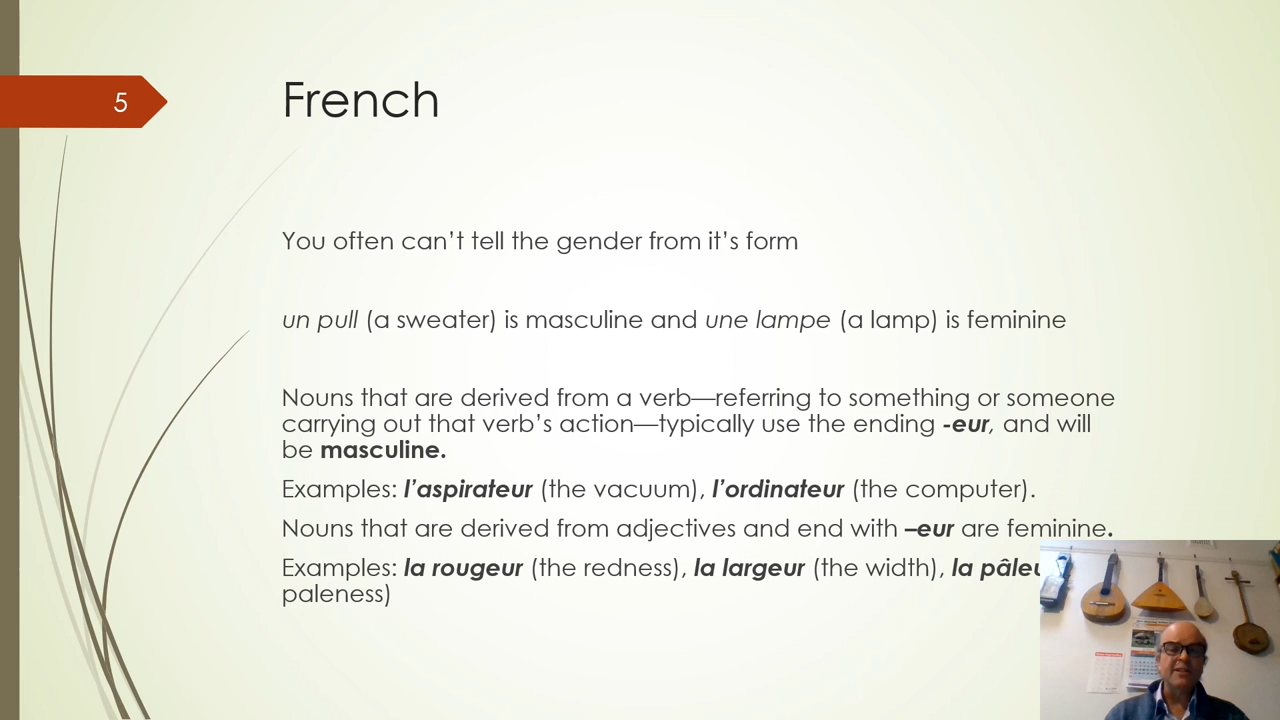 5
French
You often can’t tell the gender from it’s form
un pull (a sweater) is masculine and une lampe (a lamp) is feminine
Nouns that are derived from a verb—referring to something or someone
carrying out that verb’s action—typically use the ending -eur, and will
be masculine.
Examples: l’aspirateur (the vacuum), l’ordinateur (the computer).
Nouns that are derived from adjectives and end with –eur are feminine.
Examples: la rougeur (the redness), la largeur (the width), la
paleness)